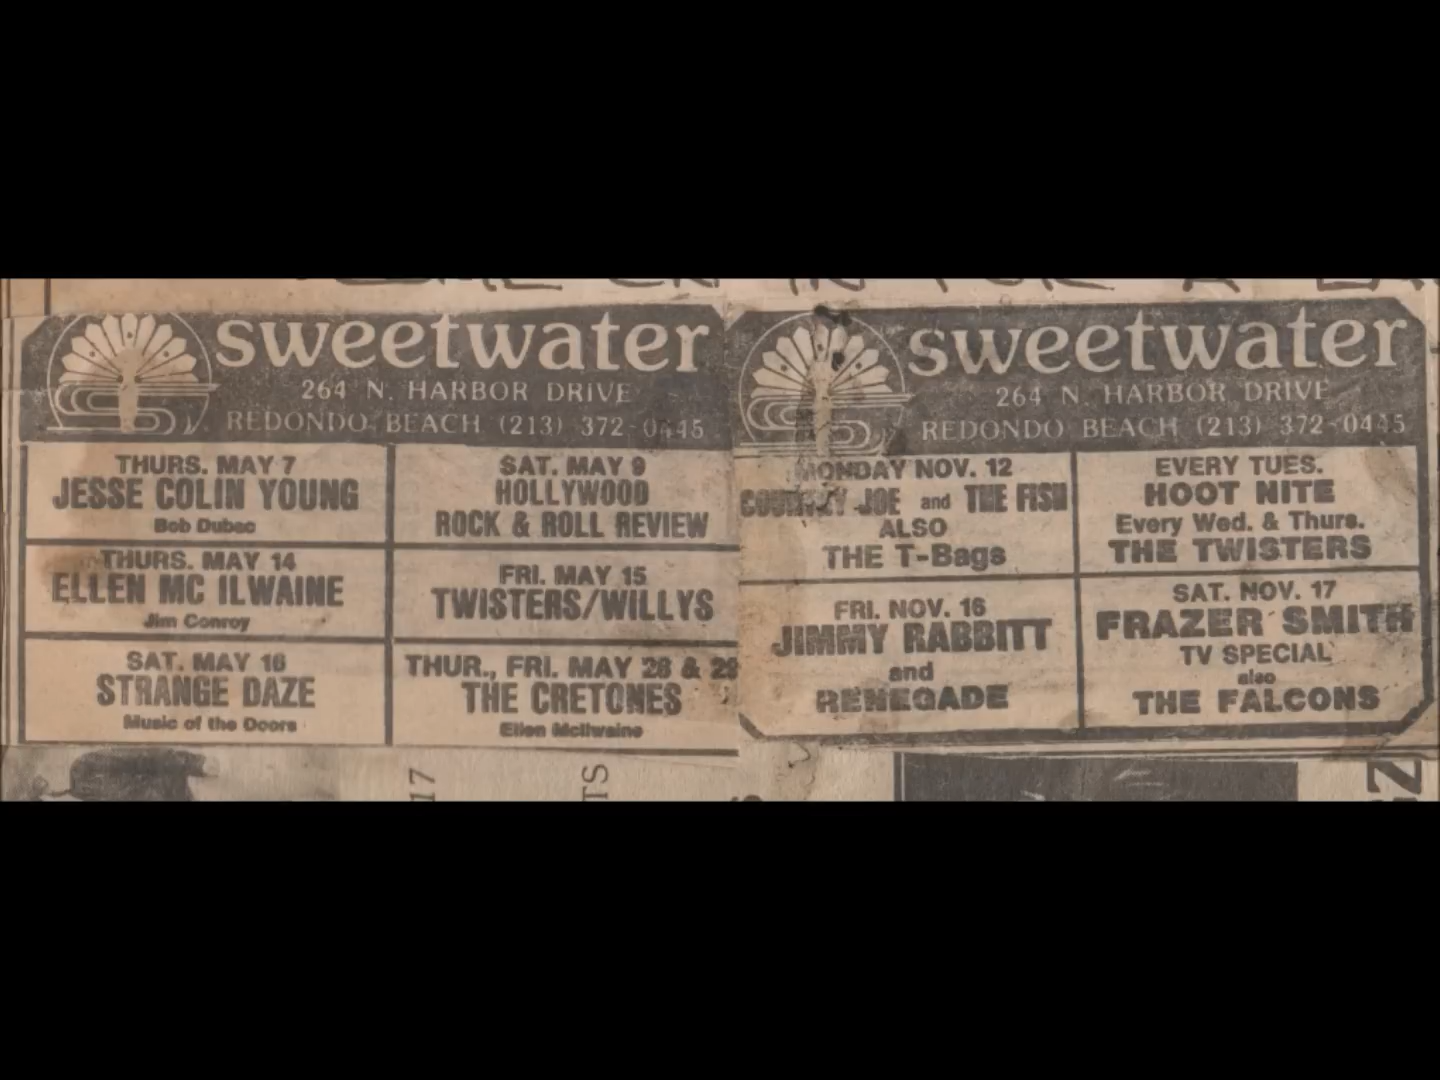 sweetwater
264 N. HARBOR DRIVE
REDONDO BEACH (213) 372-0445
THURS. MAY 7
JESSE COLIN YOUNG
Bob Dubac
SAT. MAY 9
HOLLYWOOD
ROCK & ROLL REVIEW
THURS. MAY 14
ELLEN MC ILWAINE
Jim Conroy
FRI. MAY 15
TWISTERS/WILLYS
SAT. MAY 16
STRANGE DAZE
Music of the Doors
THUR., FRI. MAY 28 & 29
THE CRETONES
Ellen McIlwaine
sweetwater
264 N. HARBOR DRIVE
REDONDO BEACH (213) 372-0445
MONDAY NOV. 12
COUNTRY JOE and THE FISH
ALSO
THE T-Bags
EVERY TUES.
HOOT NITE
Every Wed. & Thurs.
THE TWISTERS
FRI. NOV. 16
JIMMY RABBITT
and
RENEGADE
SAT. NOV. 17
FRAZER SMITH
TV SPECIAL
also
THE FALCONS
17
TS